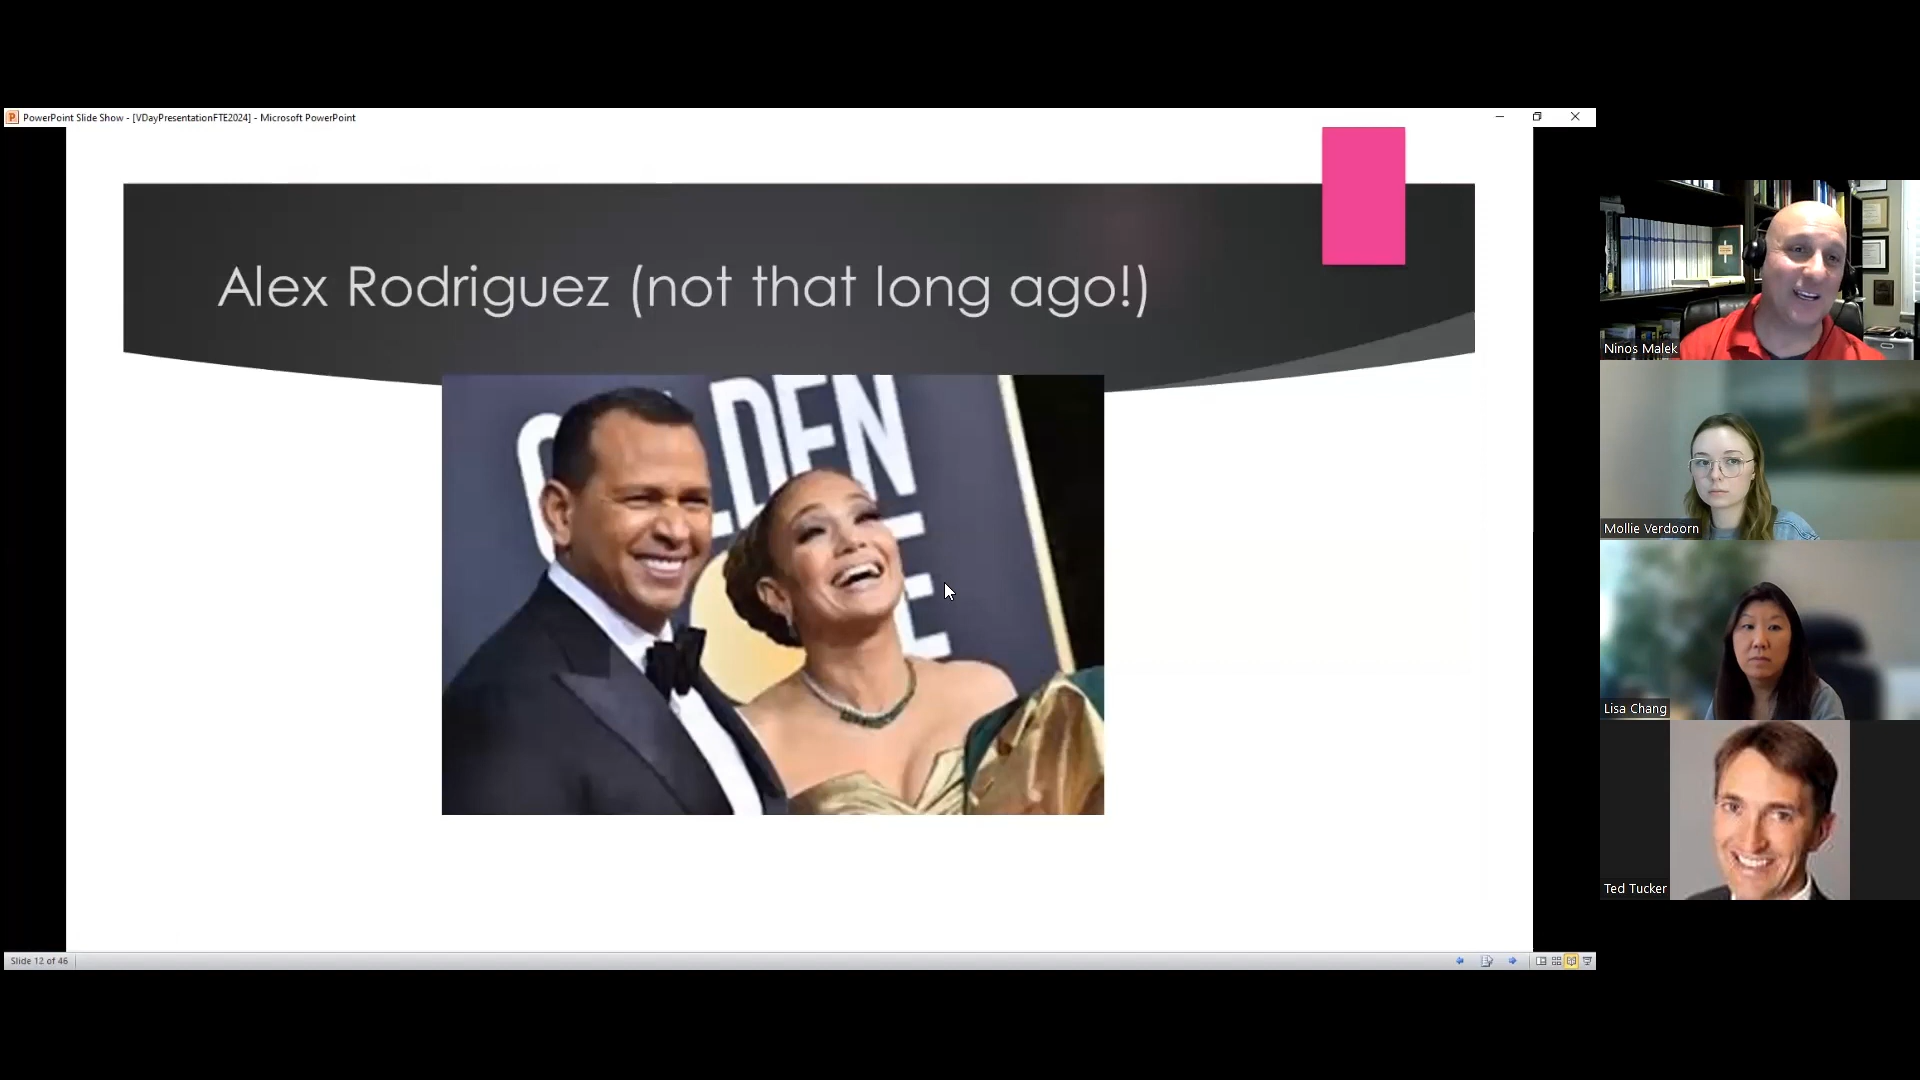 PowerPoint Slide Show - [VDayPresentationFTE2024] - Microsoft PowerPoint
Alex Rodriguez (not that long ago!)
GOLDEN
Ninos Malek
Mollie Verdoorn
Lisa Chang
Ted Tucker
Slide 12 of 46